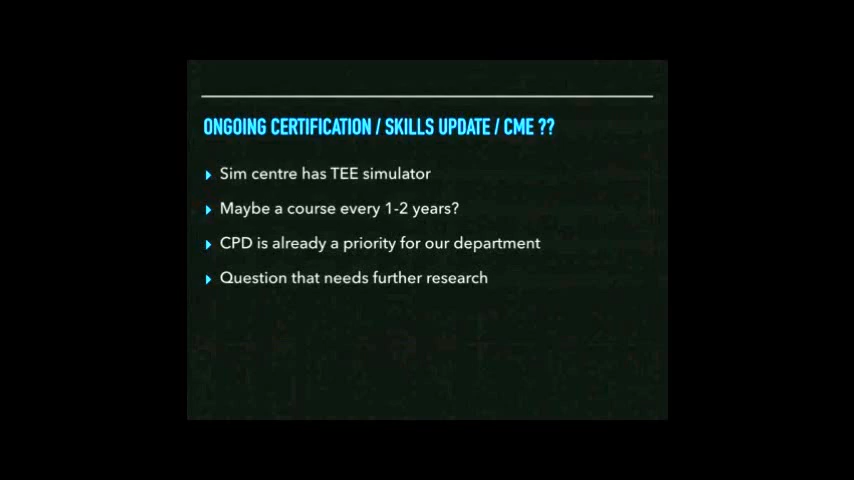 ONGOING CERTIFICATION / SKILLS UPDATE / CME ??
Sim centre has TEE simulator
Maybe a course every 1-2 years?
CPD is already a priority for our department
Question that needs further research